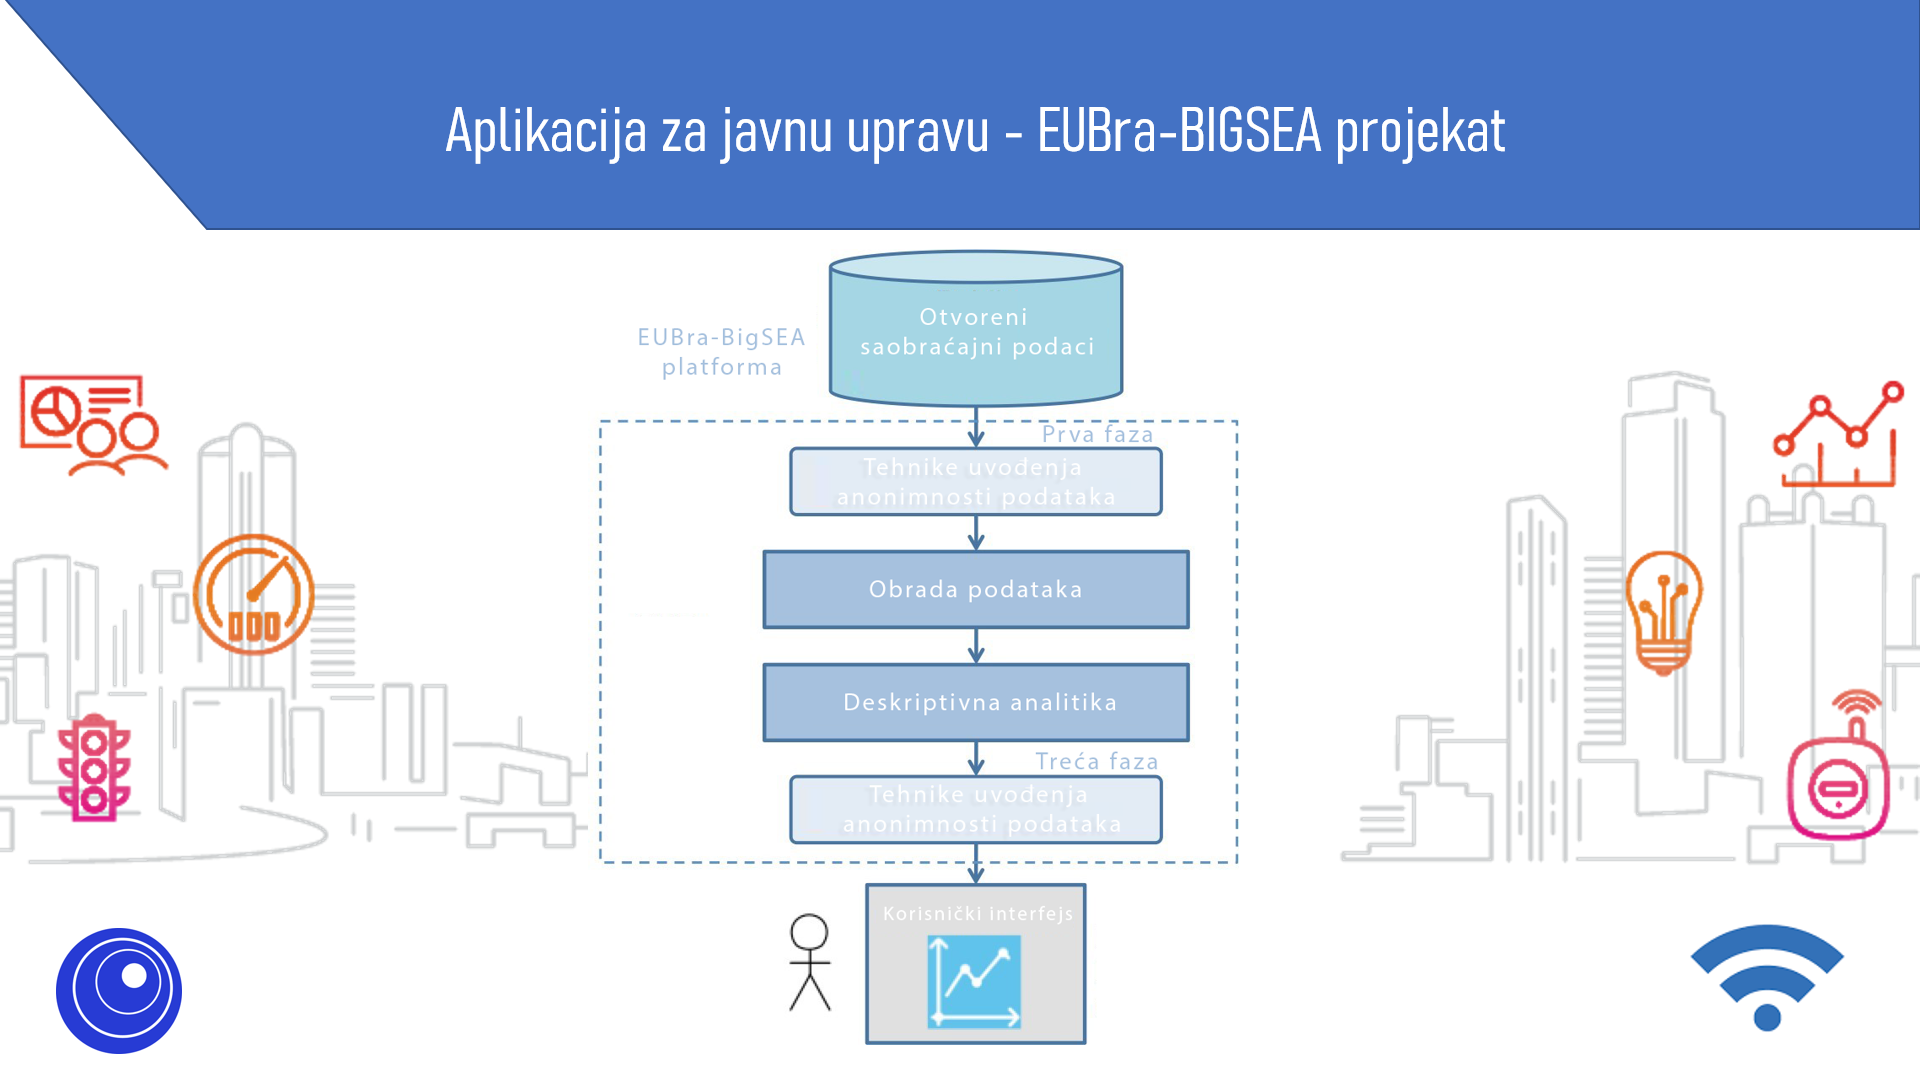 Aplikacija za javnu upravu - EUBra-BIGSEA projekat
Otvoreni
saobraćajni podaci
EUBra-BigSEA
platforma
Prva faza
Tehnike uvođenja
anonimnosti podataka
Obrada podataka
Deskriptivna analitika
Treća faza
Tehnike uvođenja
anonimnosti podataka
Korisnički interfejs